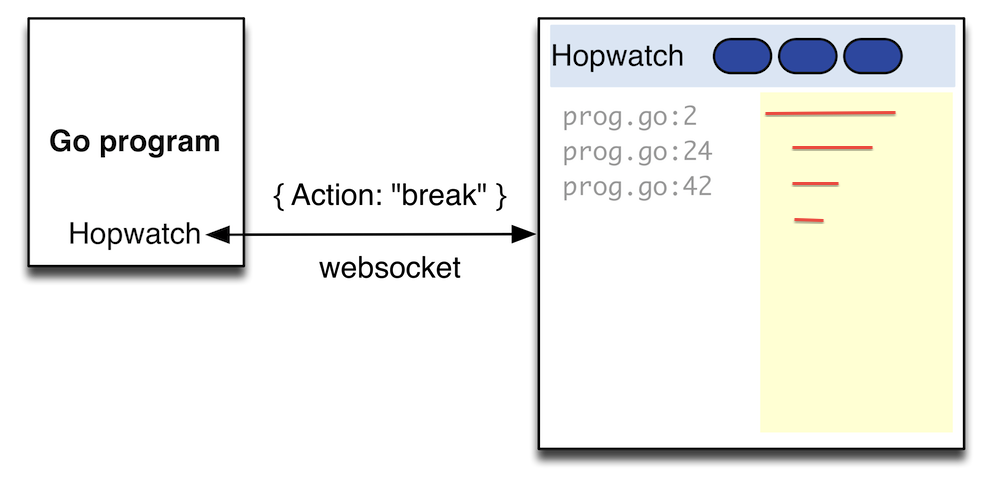 Go program
Hopwatch
{ Action: "break" }
websocket
Hopwatch
prog.go:2
prog.go:24
prog.go:42